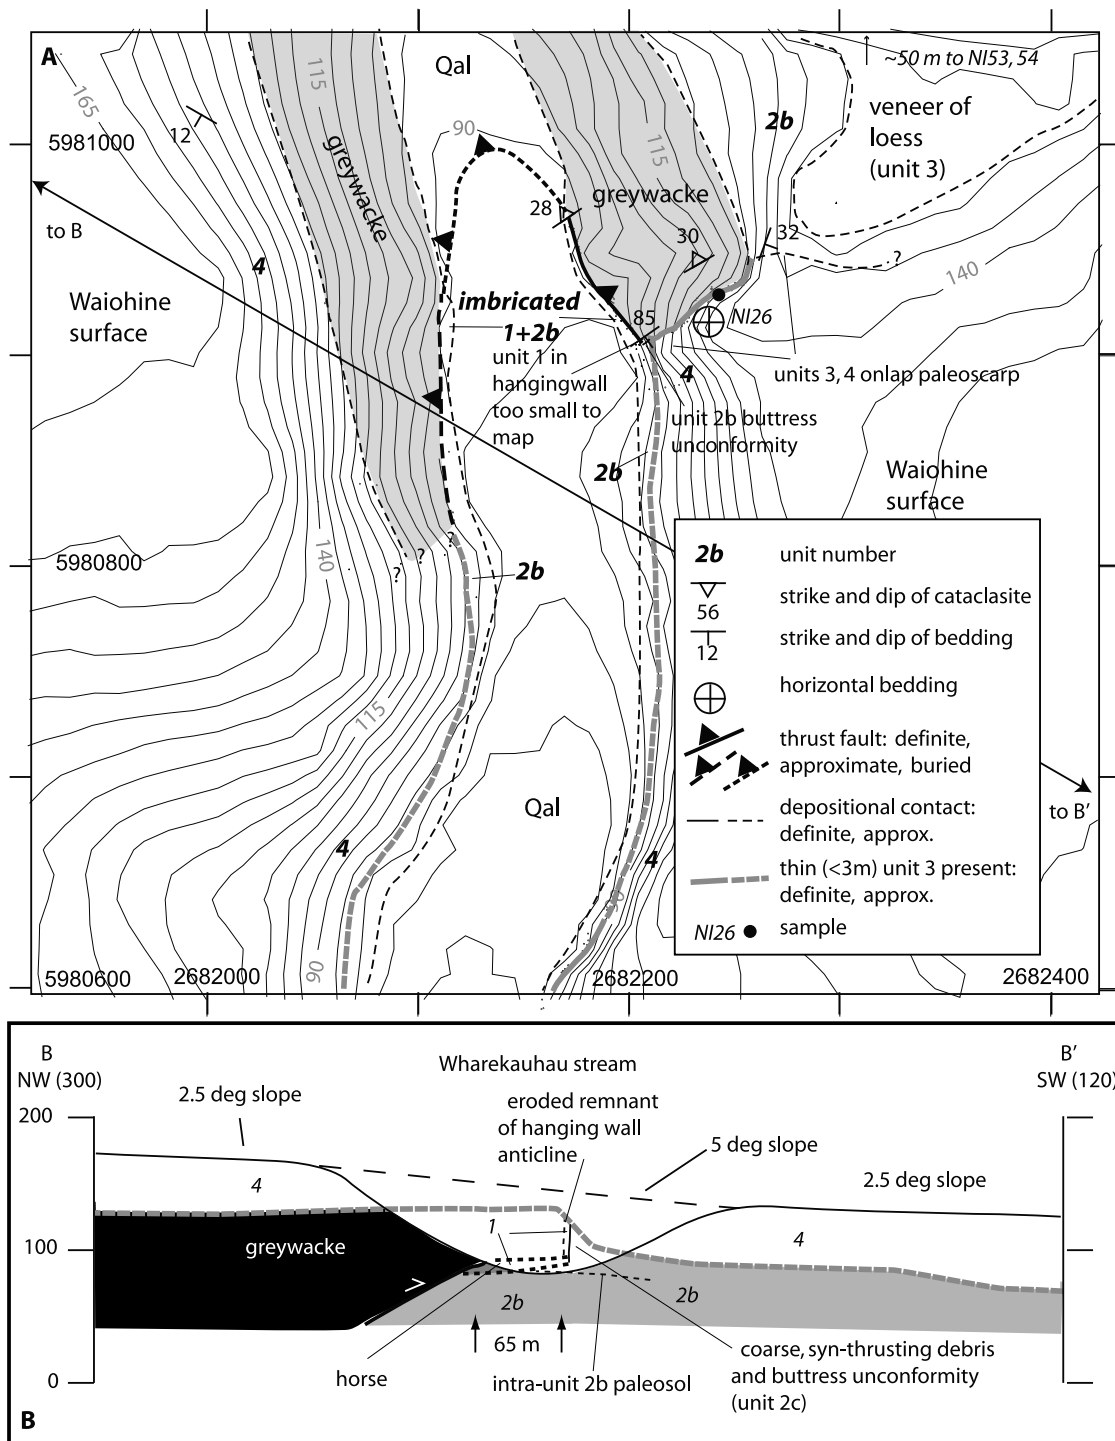 A
Qal
~50 m to NI53, 54
165
115
12
2b
veneer of
loess
(unit 3)
5981000
90
115
greywacke
greywacke
28
30
32
to B
4
?
140
Waiohine
surface
imbricated
1+2b
85
NI26
unit 1 in
hangingwall
too small to
map
4
units 3, 4 onlap paleoscarp
unit 2b buttress
unconformity
2b
Waiohine
surface
140
5980800
?
?
?
2b
2b
unit number
56
strike and dip of cataclasite
12
strike and dip of bedding
horizontal bedding
thrust fault: definite,
approximate, buried
115
Qal
to B’
depositional contact:
definite, approx.
4
4
thin (<3m) unit 3 present:
definite, approx.
90
NI26
sample
90
5980600
2682000
2682200
2682400
B
NW (300)
Wharekauhau stream
B’
SW (120)
2.5 deg slope
eroded remnant
of hanging wall
anticline
200
5 deg slope
2.5 deg slope
4
1
4
greywacke
100
2b
2b
65 m
coarse, syn-thrusting debris
and buttress unconformity
(unit 2c)
horse
intra-unit 2b paleosol
0
B